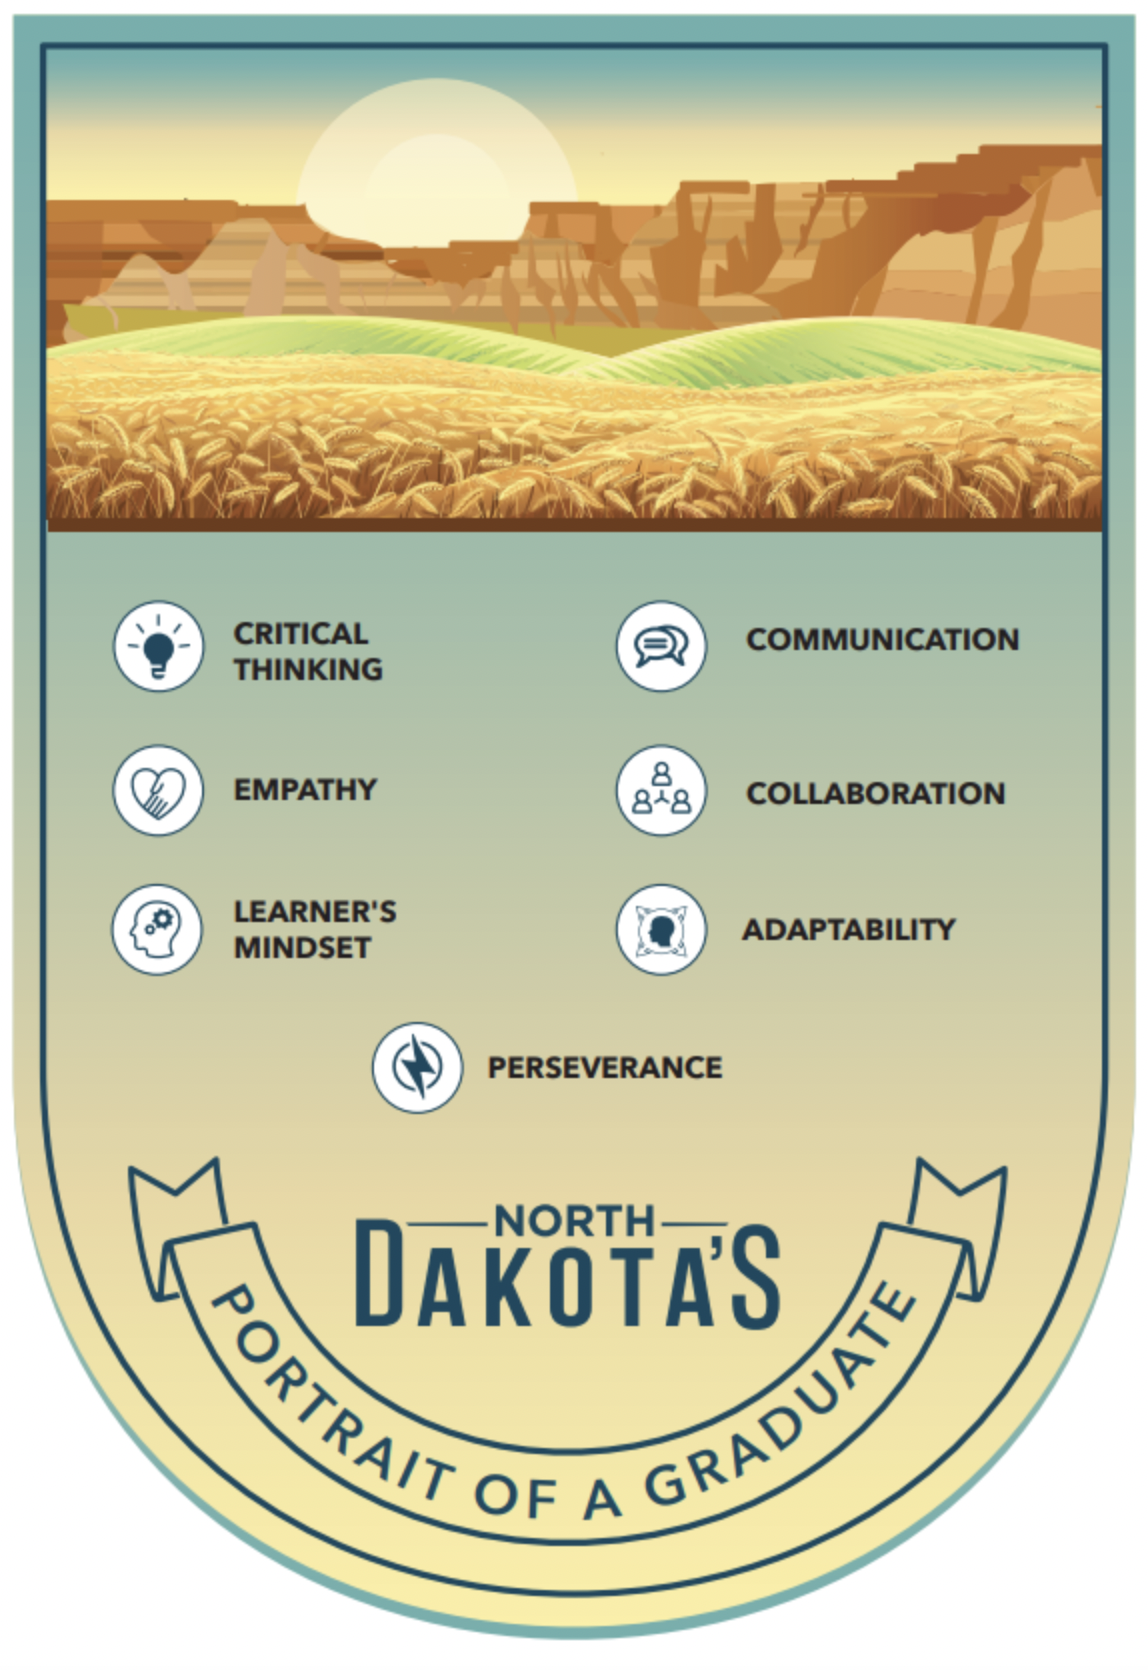 CRITICAL
THINKING
COMMUNICATION
EMPATHY
COLLABORATION
LEARNER'S
MINDSET
ADAPTABILITY
PERSEVERANCE
NORTH
DAKOTA'S
PORTRAIT OF A GRADUATE